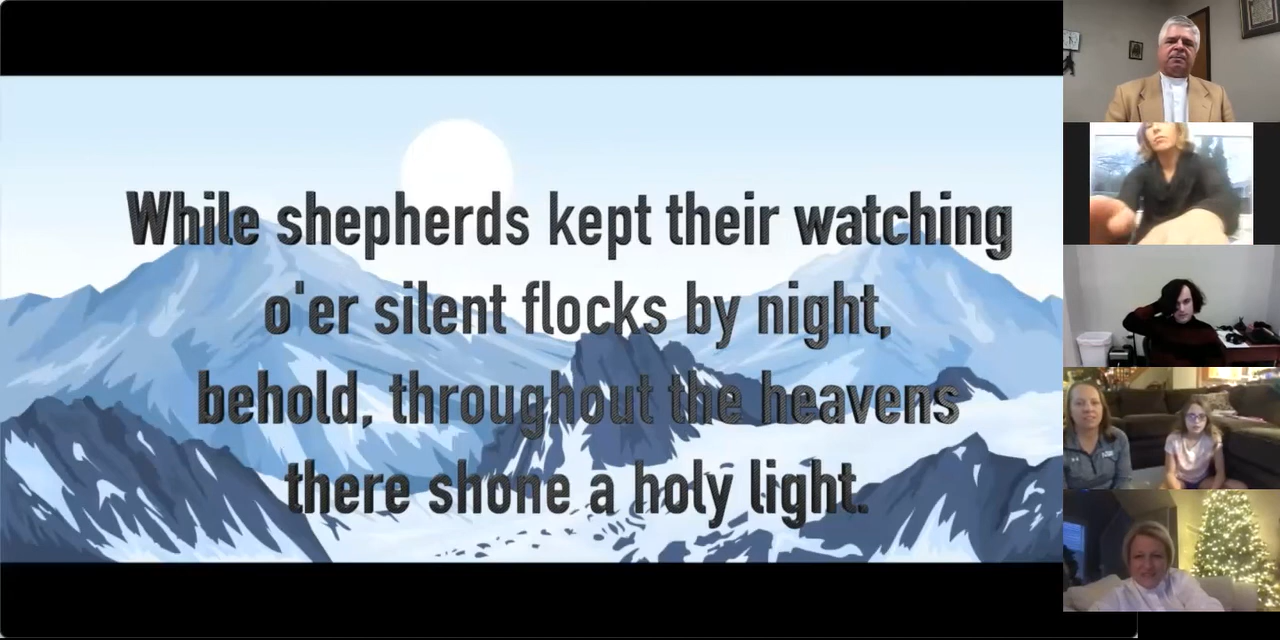 While shepherds kept their watching
o'er silent flocks by night,
behold, throughout the heavens
there shone a holy light.